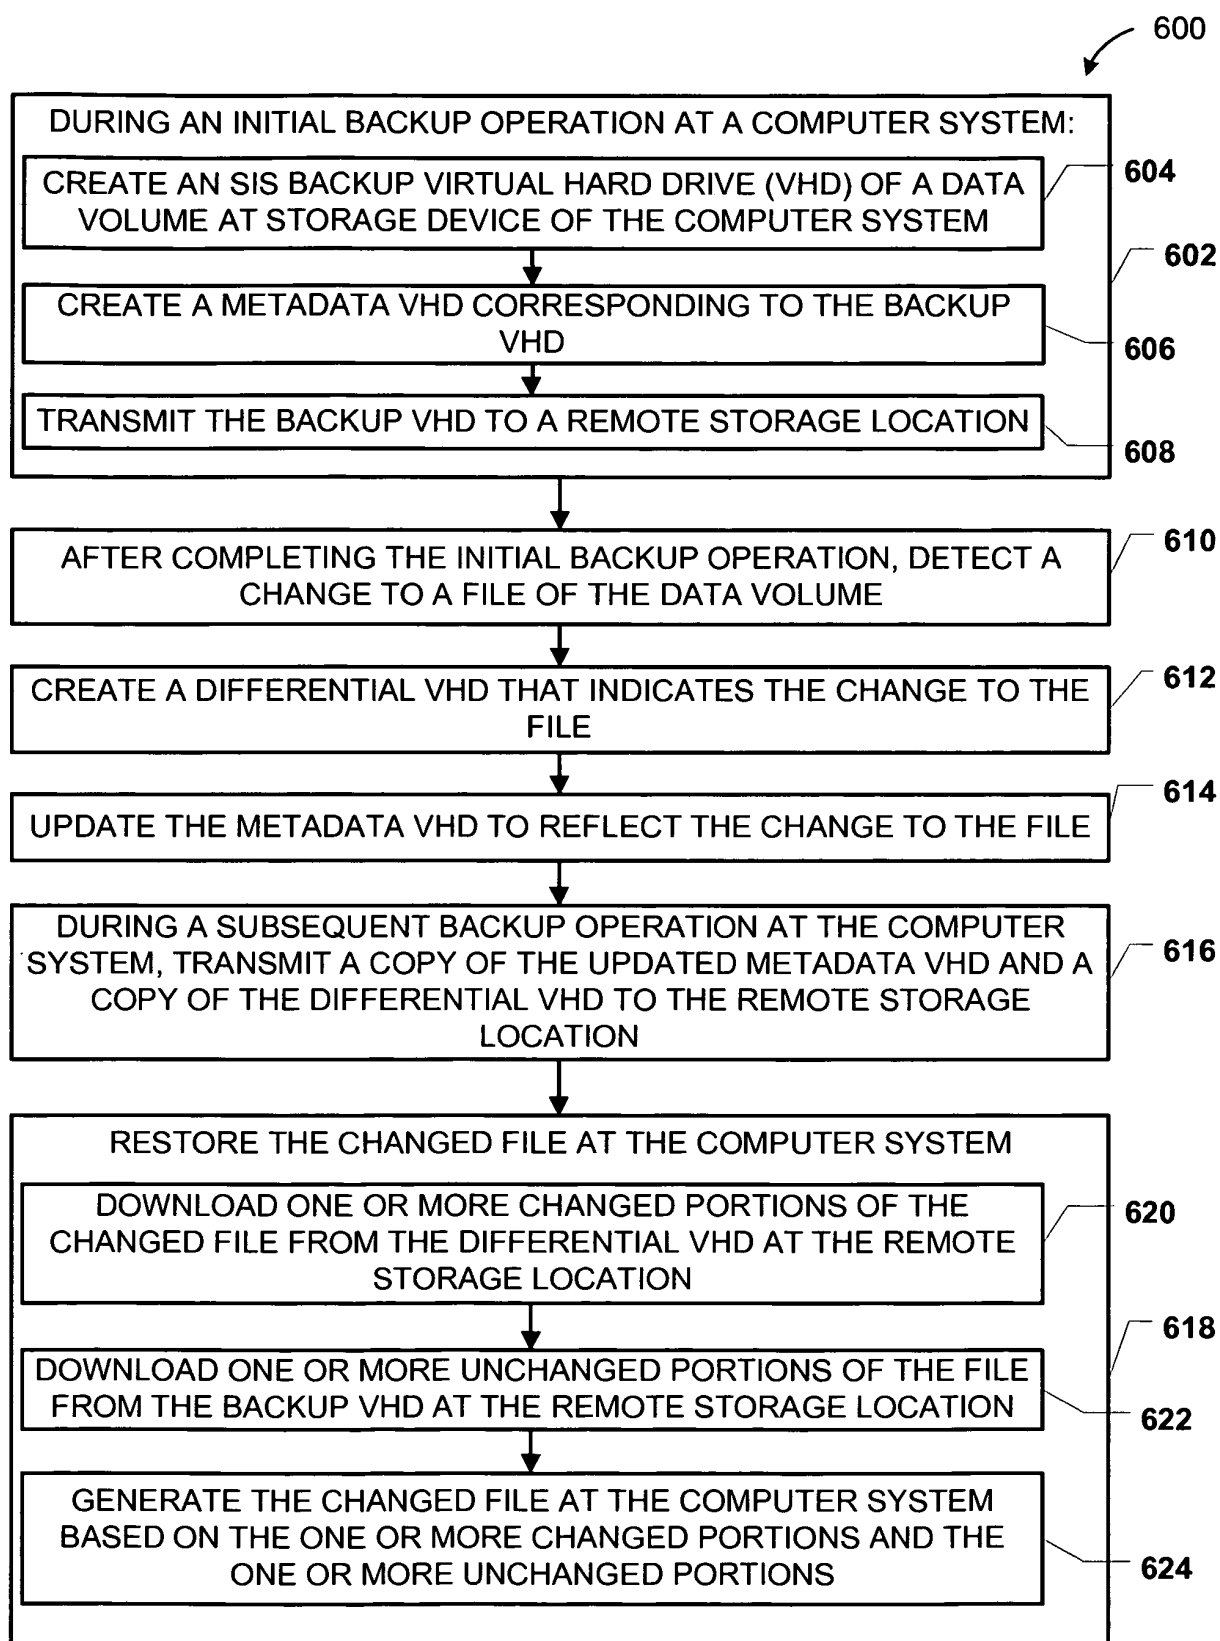 600
DURING AN INITIAL BACKUP OPERATION AT A COMPUTER SYSTEM:
CREATE AN SIS BACKUP VIRTUAL HARD DRIVE (VHD) OF A DATA
VOLUME AT STORAGE DEVICE OF THE COMPUTER SYSTEM
604
602
CREATE A METADATA VHD CORRESPONDING TO THE BACKUP
VHD
606
TRANSMIT THE BACKUP VHD TO A REMOTE STORAGE LOCATION
608
AFTER COMPLETING THE INITIAL BACKUP OPERATION, DETECT A
CHANGE TO A FILE OF THE DATA VOLUME
610
CREATE A DIFFERENTIAL VHD THAT INDICATES THE CHANGE TO THE
FILE
612
UPDATE THE METADATA VHD TO REFLECT THE CHANGE TO THE FILE
614
DURING A SUBSEQUENT BACKUP OPERATION AT THE COMPUTER
SYSTEM, TRANSMIT A COPY OF THE UPDATED METADATA VHD AND A
COPY OF THE DIFFERENTIAL VHD TO THE REMOTE STORAGE
LOCATION
616
RESTORE THE CHANGED FILE AT THE COMPUTER SYSTEM
DOWNLOAD ONE OR MORE CHANGED PORTIONS OF THE
CHANGED FILE FROM THE DIFFERENTIAL VHD AT THE REMOTE
STORAGE LOCATION
620
618
DOWNLOAD ONE OR MORE UNCHANGED PORTIONS OF THE FILE
FROM THE BACKUP VHD AT THE REMOTE STORAGE LOCATION
622
GENERATE THE CHANGED FILE AT THE COMPUTER SYSTEM
BASED ON THE ONE OR MORE CHANGED PORTIONS AND THE
ONE OR MORE UNCHANGED PORTIONS
624